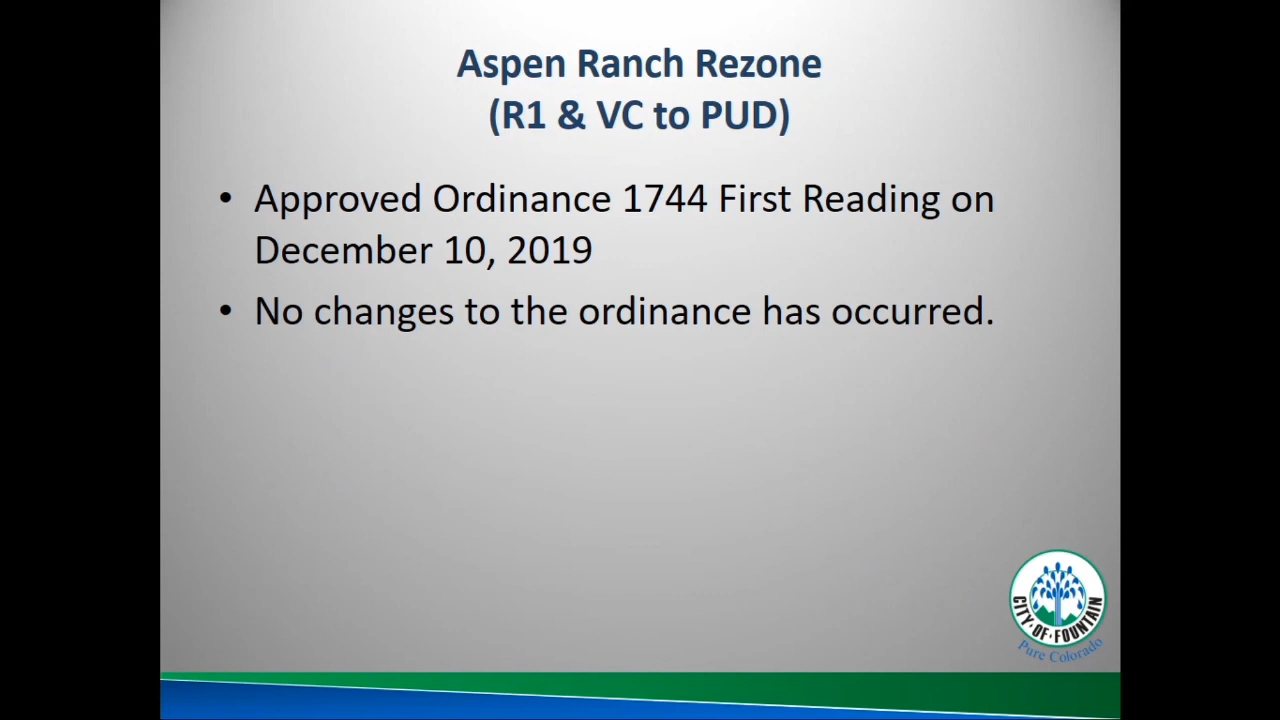 Aspen Ranch Rezone
(R1 & VC to PUD)
• Approved Ordinance 1744 First Reading on
December 10, 2019
• No changes to the ordinance has occurred.
CITY·OF·FOUNTAIN
Pure Colorado